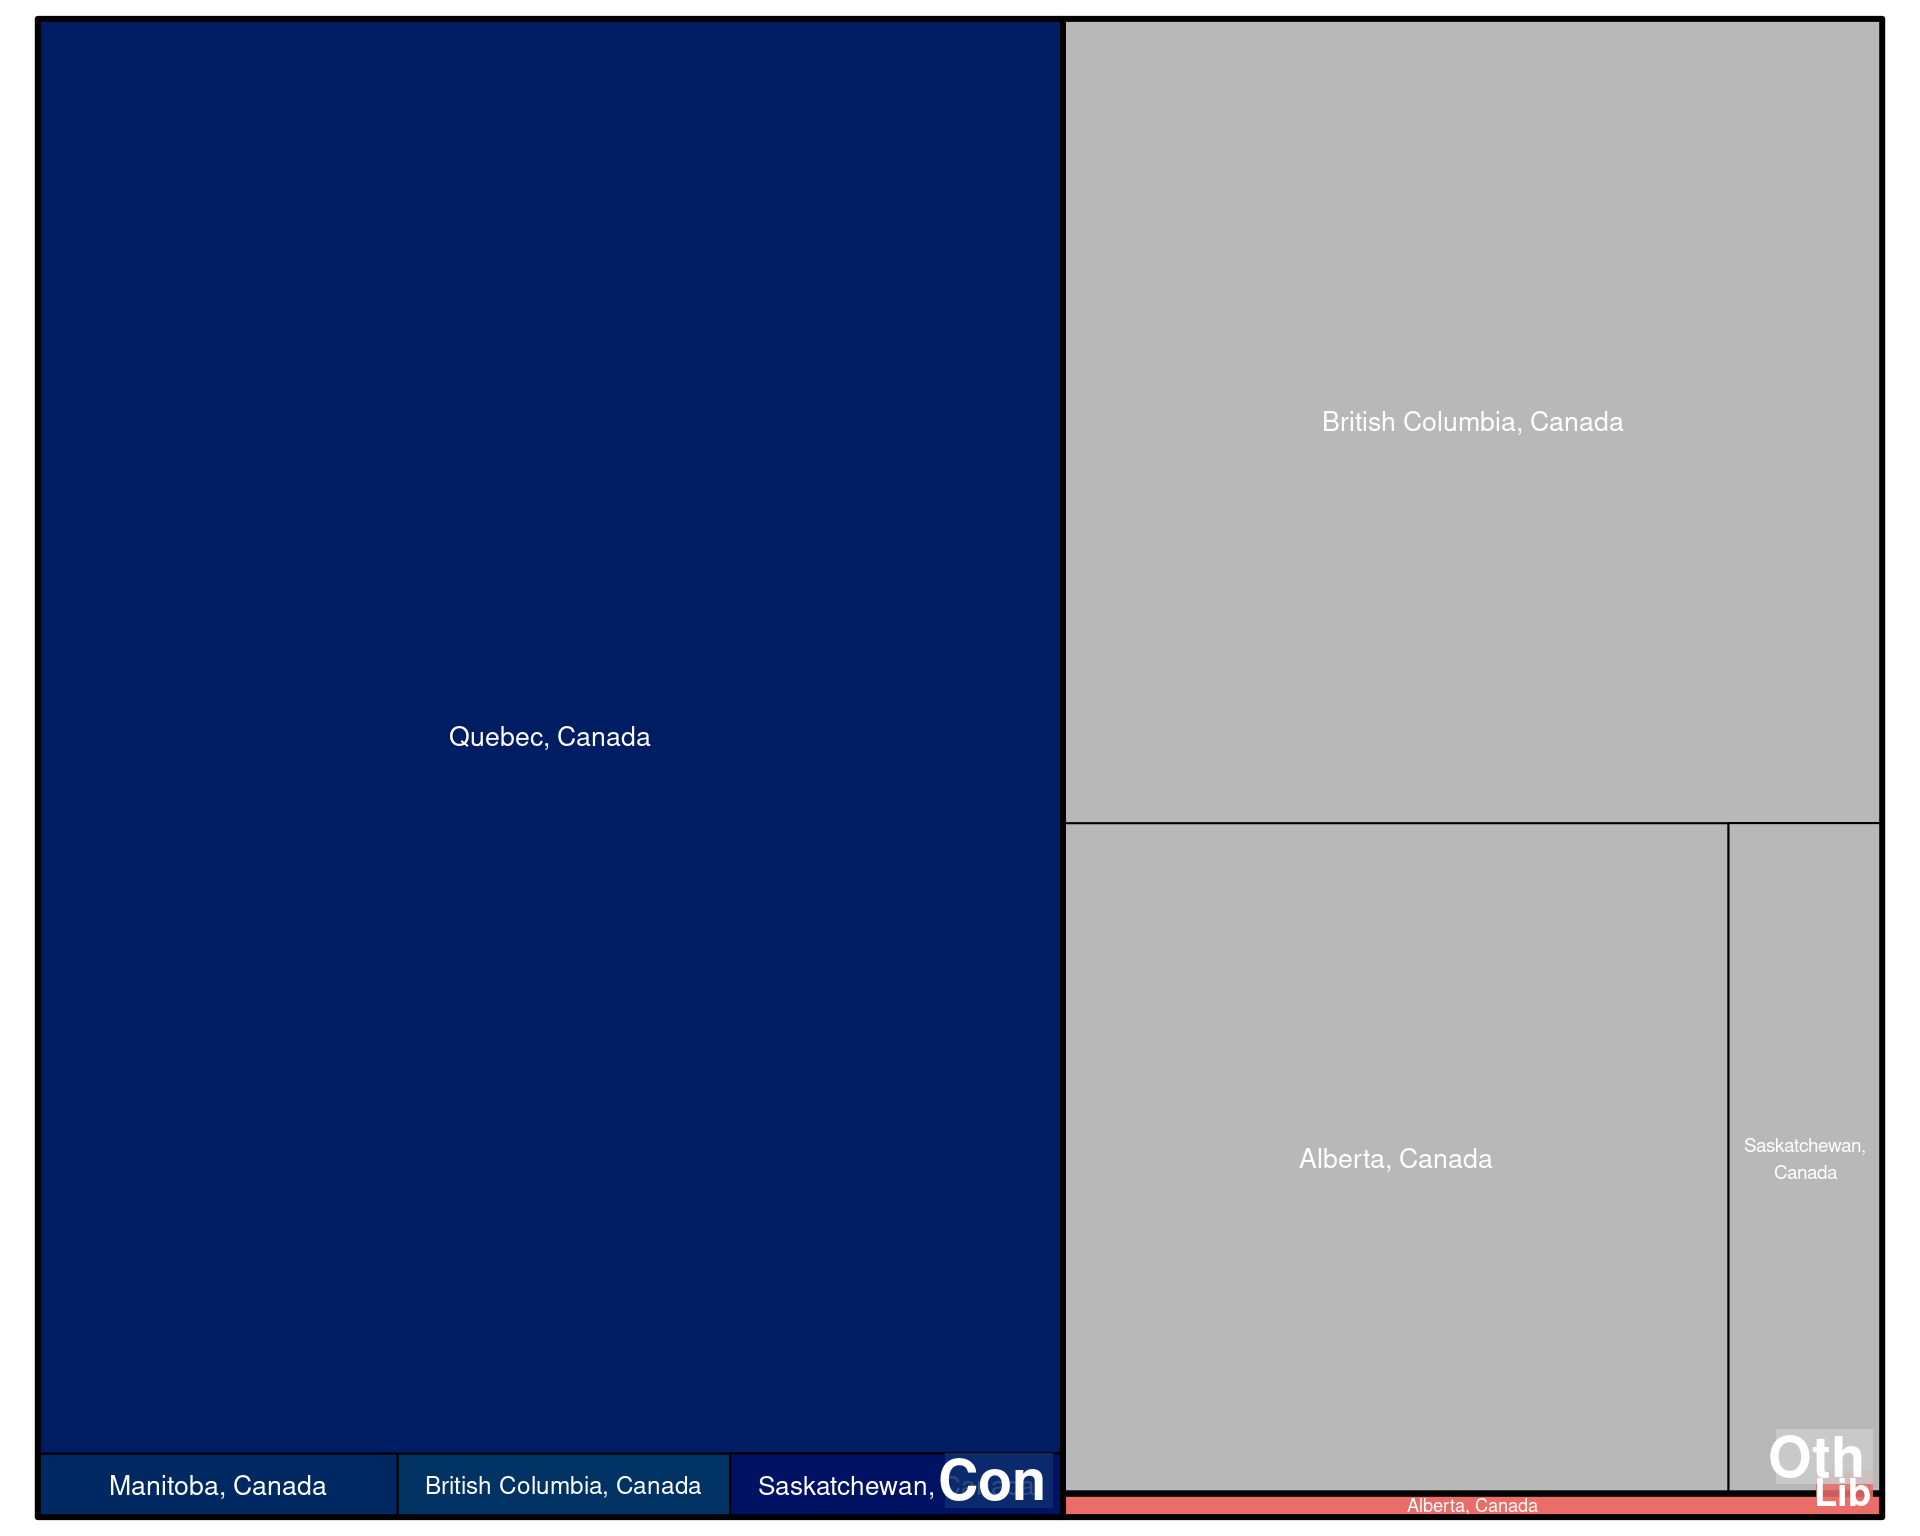 Quebec, Canada
Manitoba, Canada
British Columbia, Canada
Saskatchewan, Canada
Con
British Columbia, Canada
Alberta, Canada
Saskatchewan,
Canada
Oth
Lib
Alberta, Canada